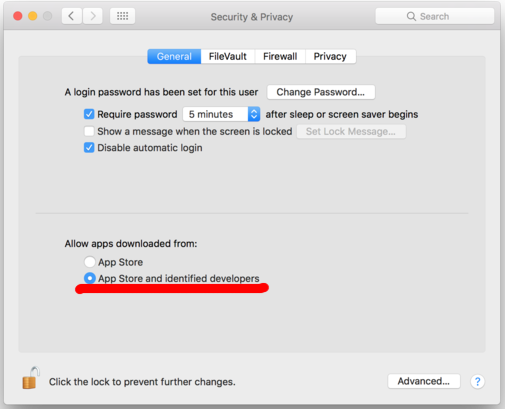 Security & Privacy
Search
General FileVault Firewall Privacy
A login password has been set for this user Change Password...
Require password 5 minutes after sleep or screen saver begins
Show a message when the screen is locked Set Lock Message...
Disable automatic login
Allow apps downloaded from:
App Store
App Store and identified developers
Click the lock to prevent further changes.
Advanced... ?